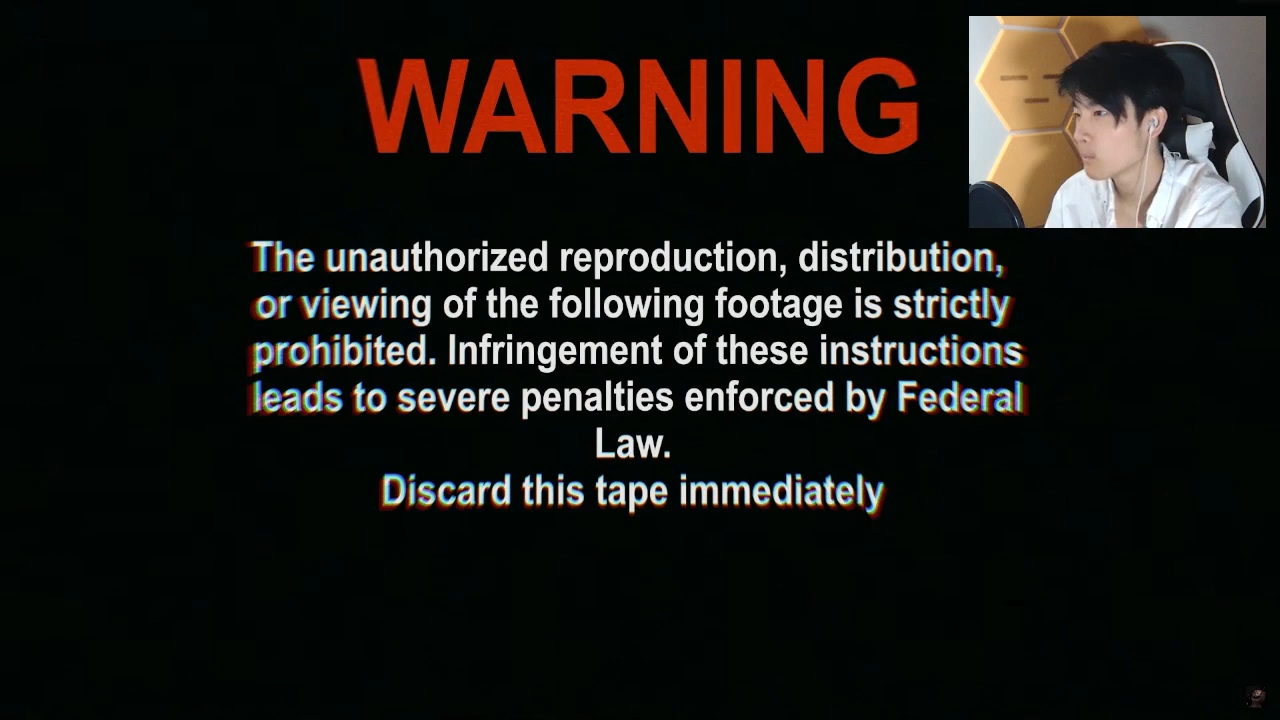 WARNING
The unauthorized reproduction, distribution,
or viewing of the following footage is strictly
prohibited. Infringement of these instructions
leads to severe penalties enforced by Federal
Law.
Discard this tape immediately